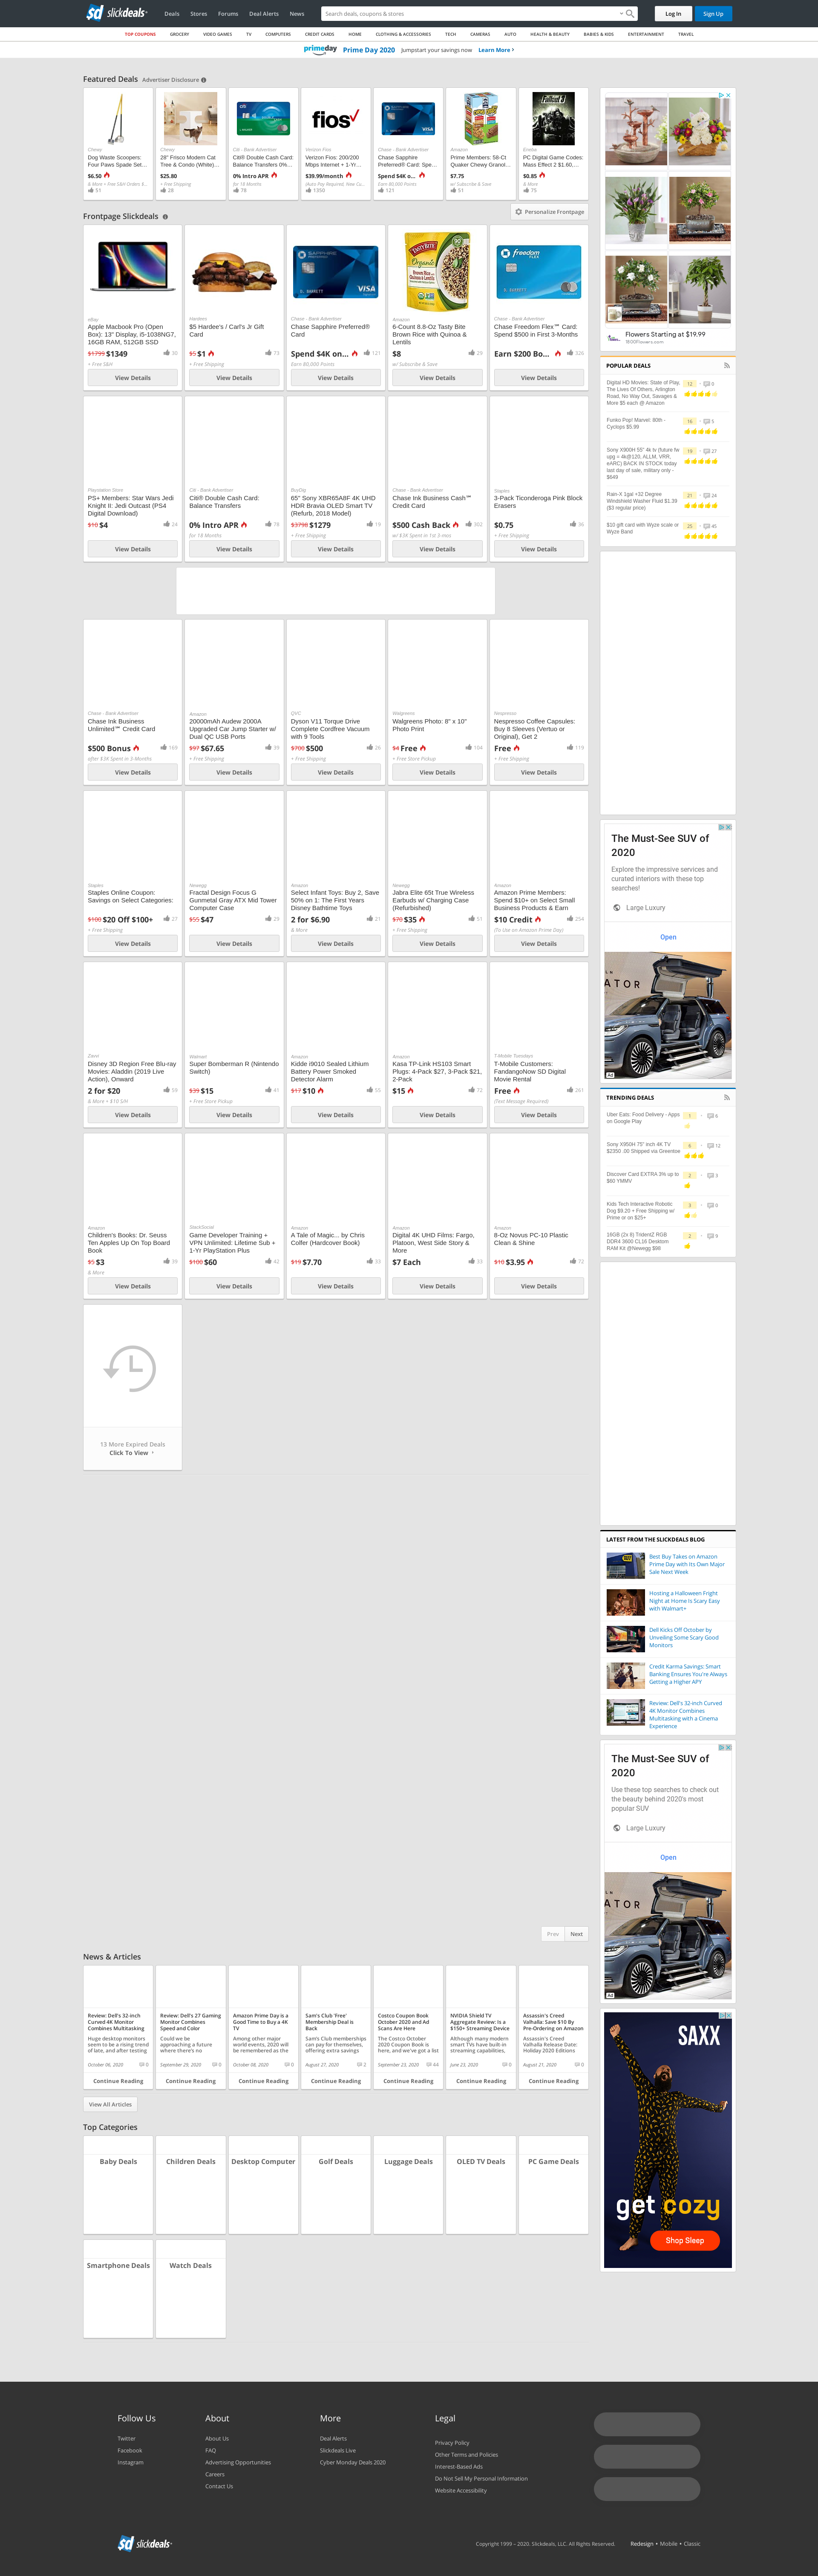 slickdeals
Deals Stores Forums Deal Alerts News
Search deals, coupons & stores
Log In Sign Up
TOP COUPONS GROCERY VIDEO GAMES TV COMPUTERS CREDIT CARDS HOME CLOTHING & ACCESSORIES TECH CAMERAS AUTO HEALTH & BEAUTY BABIES & KIDS ENTERTAINMENT TRAVEL
primeday Prime Day 2020 Jumpstart your savings now Learn More
Featured Deals Advertiser Disclosure
Chewy
Dog Waste Scoopers: Four Paws Spade Set...
$6.50
& More + Free S&H Orders $...
51
Chewy
28" Frisco Modern Cat Tree & Condo (White)...
$25.80
+ Free Shipping
28
Citi - Bank Advertiser
Citi® Double Cash Card: Balance Transfers 0%...
0% Intro APR
for 18 Months
78
fios
Verizon Fios
Verizon Fios: 200/200 Mbps Internet + 1-Yr...
$39.99/month
(Auto Pay Required) New Cu...
1350
Chase - Bank Advertiser
Chase Sapphire Preferred® Card: Spe...
Spend $4K o...
Earn 60,000 Points
121
Amazon
Prime Members: 58-Ct Quaker Chewy Granol...
$7.75
w/ Subscribe & Save
51
Eneba
PC Digital Game Codes: Mass Effect 2 $1.60,...
$0.85
& More
75
Frontpage Slickdeals
Personalize Frontpage
eBay
Apple Macbook Pro (Open Box): 13" Display, i5-1038NG7, 16GB RAM, 512GB SSD
$1799 $1349
30
+ Free S&H
View Details
Hardees
$5 Hardee's / Carl's Jr Gift Card
$5 $1
73
+ Free Shipping
View Details
Chase - Bank Advertiser
Chase Sapphire Preferred® Card
Spend $4K on...
121
Earn 60,000 Points
View Details
Amazon
6-Count 8.8-Oz Tasty Bite Brown Rice with Quinoa & Lentils
$8
29
w/ Subscribe & Save
View Details
Chase - Bank Advertiser
Chase Freedom Flex℠ Card: Spend $500 in First 3-Months
Earn $200 Bo...
326
View Details
Playstation Store
PS+ Members: Star Wars Jedi Knight II: Jedi Outcast (PS4 Digital Download)
$10 $4
24
View Details
Citi - Bank Advertiser
Citi® Double Cash Card: Balance Transfers
0% Intro APR
78
for 18 Months
View Details
BuyDig
65" Sony XBR65A8F 4K UHD HDR Bravia OLED Smart TV (Refurb, 2018 Model)
$3798 $1279
19
+ Free Shipping
View Details
Chase - Bank Advertiser
Chase Ink Business Cash℠ Credit Card
$500 Cash Back
302
w/ $3K Spent in 1st 3-mos
View Details
Staples
3-Pack Ticonderoga Pink Block Erasers
$0.75
36
+ Free Shipping
View Details
Chase - Bank Advertiser
Chase Ink Business Unlimited℠ Credit Card
$500 Bonus
169
after $3K Spent in 3-Months
View Details
Amazon
20000mAh Audew 2000A Upgraded Car Jump Starter w/ Dual QC USB Ports
$97 $67.65
39
+ Free Shipping
View Details
QVC
Dyson V11 Torque Drive Complete Cordfree Vacuum with 9 Tools
$700 $500
26
+ Free Shipping
View Details
Walgreens
Walgreens Photo: 8" x 10" Photo Print
$4 Free
104
+ Free Store Pickup
View Details
Nespresso
Nespresso Coffee Capsules: Buy 8 Sleeves (Vertuo or Original), Get 2
Free
119
+ Free Shipping
View Details
Staples
Staples Online Coupon: Savings on Select Categories:
$100 $20 Off $100+
27
+ Free Shipping
View Details
Newegg
Fractal Design Focus G Gunmetal Gray ATX Mid Tower Computer Case
$55 $47
29
View Details
Amazon
Select Infant Toys: Buy 2, Save 50% on 1: The First Years Disney Bathtime Toys
2 for $6.90
21
& More
View Details
Newegg
Jabra Elite 65t True Wireless Earbuds w/ Charging Case (Refurbished)
$70 $35
51
+ Free Shipping
View Details
Amazon
Amazon Prime Members: Spend $10+ on Select Small Business Products & Earn
$10 Credit
254
(To Use on Amazon Prime Day)
View Details
Zavvi
Disney 3D Region Free Blu-ray Movies: Aladdin (2019 Live Action), Onward
2 for $20
59
& More + $10 S/H
View Details
Walmart
Super Bomberman R (Nintendo Switch)
$39 $15
41
+ Free Store Pickup
View Details
Amazon
Kidde i9010 Sealed Lithium Battery Power Smoked Detector Alarm
$17 $10
55
View Details
Amazon
Kasa TP-Link HS103 Smart Plugs: 4-Pack $27, 3-Pack $21, 2-Pack
$15
72
View Details
T-Mobile Tuesdays
T-Mobile Customers: FandangoNow SD Digital Movie Rental
Free
261
(Text Message Required)
View Details
Amazon
Children's Books: Dr. Seuss Ten Apples Up On Top Board Book
$5 $3
39
& More
View Details
StackSocial
Game Developer Training + VPN Unlimited: Lifetime Sub + 1-Yr PlayStation Plus
$100 $60
42
View Details
Amazon
A Tale of Magic... by Chris Colfer (Hardcover Book)
$19 $7.70
33
View Details
Amazon
Digital 4K UHD Films: Fargo, Platoon, West Side Story & More
$7 Each
33
View Details
Amazon
8-Oz Novus PC-10 Plastic Clean & Shine
$10 $3.95
72
View Details
13 More Expired Deals
Click To View
Prev Next
News & Articles
Review: Dell's 32-inch Curved 4K Monitor Combines Multitasking
Huge desktop monitors seem to be a rising trend of late, and after testing
October 06, 2020 0
Continue Reading
Review: Dell's 27 Gaming Monitor Combines Speed and Color
Could we be approaching a future where there's no
September 29, 2020 0
Continue Reading
Amazon Prime Day is a Good Time to Buy a 4K TV
Among other major world events, 2020 will be remembered as the
October 08, 2020 0
Continue Reading
Sam's Club 'Free' Membership Deal is Back
Sam's Club memberships can pay for themselves, offering extra savings
August 27, 2020 2
Continue Reading
Costco Coupon Book October 2020 and Ad Scans Are Here
The Costco October 2020 Coupon Book is here, and we've got a list
September 23, 2020 44
Continue Reading
NVIDIA Shield TV Aggregate Review: Is a $150+ Streaming Device
Although many modern smart TVs have built-in streaming capabilities,
June 23, 2020 0
Continue Reading
Assassin's Creed Valhalla: Save $10 By Pre-Ordering on Amazon
Assassin's Creed Valhalla Release Date: Holiday 2020 Editions
August 21, 2020 0
Continue Reading
View All Articles
Top Categories
Baby Deals
Children Deals
Desktop Computer
Golf Deals
Luggage Deals
OLED TV Deals
PC Game Deals
Smartphone Deals
Watch Deals
Flowers Starting at $19.99
1800Flowers.com
POPULAR DEALS
Digital HD Movies: State of Play, The Lives Of Others, Arlington Road, No Way Out, Savages & More $5 each @ Amazon
12 0
Funko Pop! Marvel: 80th - Cyclops $5.99
16 5
Sony X900H 55" 4k tv (future fw upg = 4k@120, ALLM, VRR, eARC) BACK IN STOCK today last day of sale, military only - $649
19 27
Rain-X 1gal +32 Degree Windshield Washer Fluid $1.39 ($3 regular price)
21 24
$10 gift card with Wyze scale or Wyze Band
25 45
The Must-See SUV of 2020
Explore the impressive services and curated interiors with these top searches!
Large Luxury
Open
Ad
TRENDING DEALS
Uber Eats: Food Delivery - Apps on Google Play
1 6
Sony X950H 75" inch 4K TV $2350 .00 Shipped via Greentoe
6 12
Discover Card EXTRA 3% up to $60 YMMV
2 3
Kids Tech Interactive Robotic Dog $9.20 + Free Shipping w/ Prime or on $25+
3 0
16GB (2x 8) TridentZ RGB DDR4 3600 CL16 Desktom RAM Kit @Newegg $98
2 9
LATEST FROM THE SLICKDEALS BLOG
Best Buy Takes on Amazon Prime Day with Its Own Major Sale Next Week
Hosting a Halloween Fright Night at Home Is Scary Easy with Walmart+
Dell Kicks Off October by Unveiling Some Scary Good Monitors
Credit Karma Savings: Smart Banking Ensures You're Always Getting a Higher APY
Review: Dell's 32-inch Curved 4K Monitor Combines Multitasking with a Cinema Experience
The Must-See SUV of 2020
Use these top searches to check out the beauty behind 2020's most popular SUV
Large Luxury
Open
Ad
SAXX
get cozy
Shop Sleep
Follow Us
Twitter
Facebook
Instagram
About
About Us
FAQ
Advertising Opportunities
Careers
Contact Us
More
Deal Alerts
Slickdeals Live
Cyber Monday Deals 2020
Legal
Privacy Policy
Other Terms and Policies
Interest-Based Ads
Do Not Sell My Personal Information
Website Accessibility
slickdeals
Copyright 1999 – 2020. Slickdeals, LLC. All Rights Reserved. Redesign • Mobile • Classic